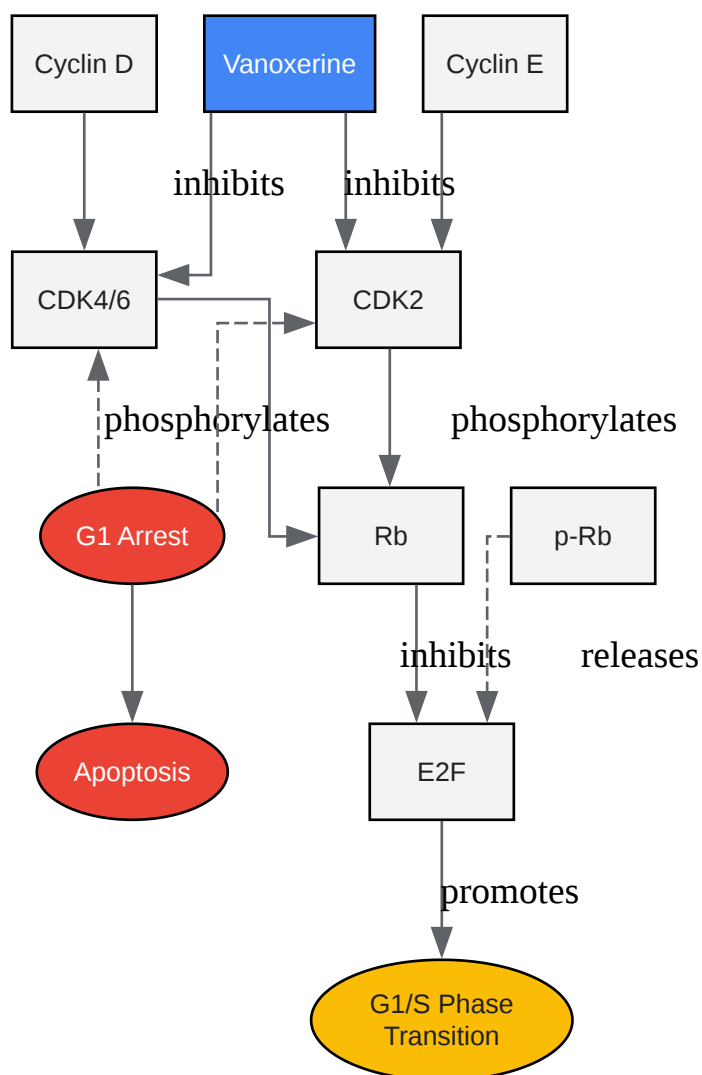 Cyclin D
Vanoxerine
Cyclin E
inhibits
inhibits
CDK4/6
CDK2
phosphorylates
phosphorylates
G1 Arrest
Rb
p-Rb
inhibits
releases
Apoptosis
E2F
promotes
G1/S Phase
Transition